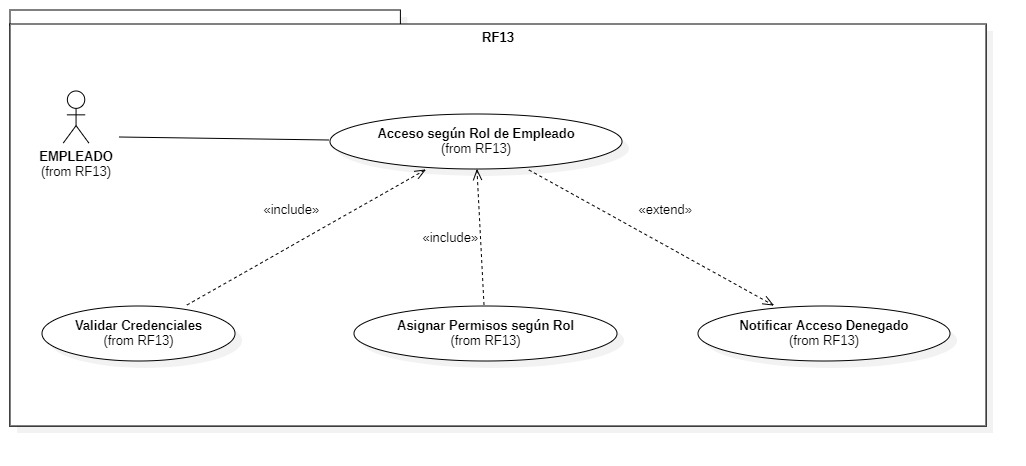 RF13
Acceso según Rol de Empleado
(from RF13)
EMPLEADO
(from RF13)
«include»
«include»
«extend»
Validar Credenciales
(from RF13)
Asignar Permisos según Rol
(from RF13)
Notificar Acceso Denegado
(from RF13)